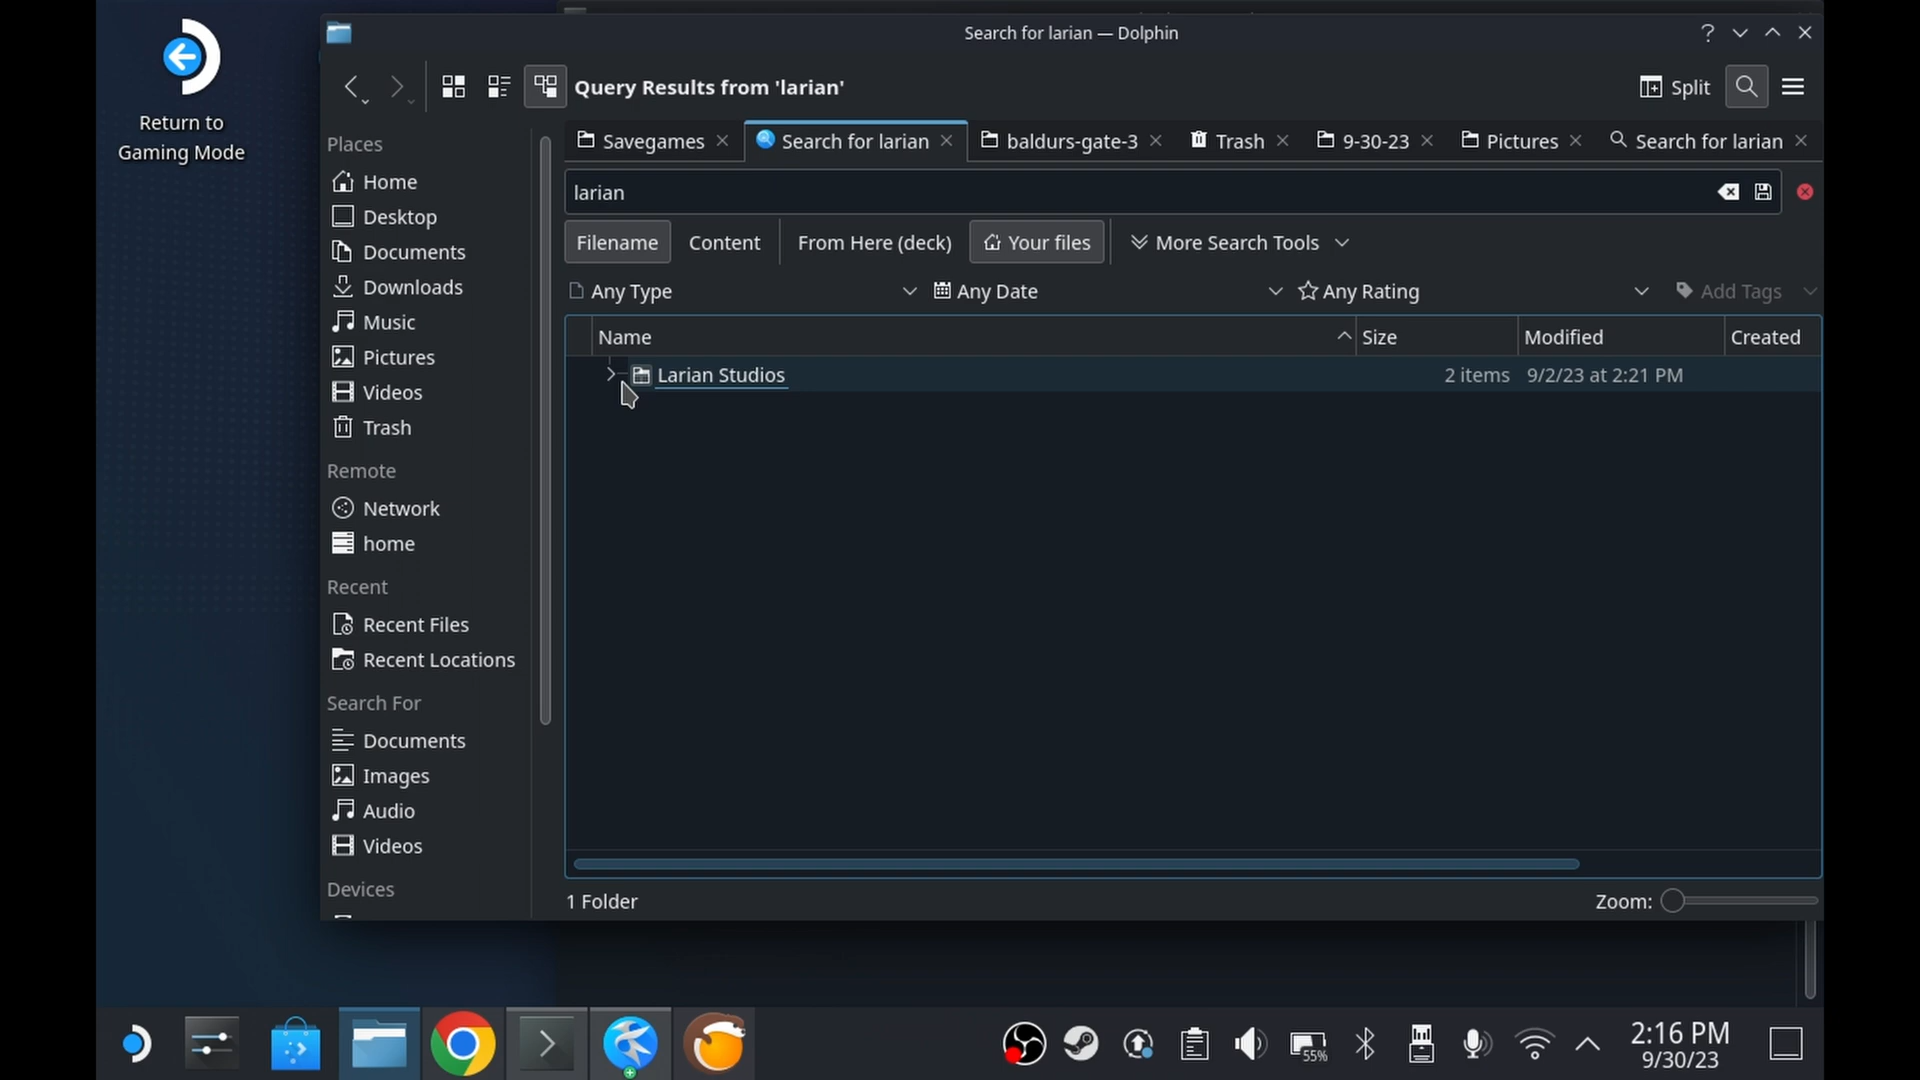 Return to
Gaming Mode
Search for larian — Dolphin
Query Results from 'larian'
Split
Places
Home
Desktop
Documents
Downloads
Music
Pictures
Videos
Trash
Remote
Network
home
Recent
Recent Files
Recent Locations
Search For
Documents
Images
Audio
Videos
Devices
Savegames
Search for larian
baldurs-gate-3
Trash
9-30-23
Pictures
Search for larian
larian
Filename
Content
From Here (deck)
Your files
More Search Tools
Any Type
Any Date
Any Rating
Add Tags
Name
Size
Modified
Created
Larian Studios
2 items
9/2/23 at 2:21 PM
1 Folder
Zoom:
55%
2:16 PM
9/30/23